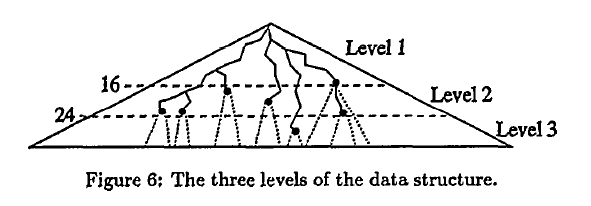 Level 1
16
Level 2
24
Level 3
Figure 6: The three levels of the data structure.